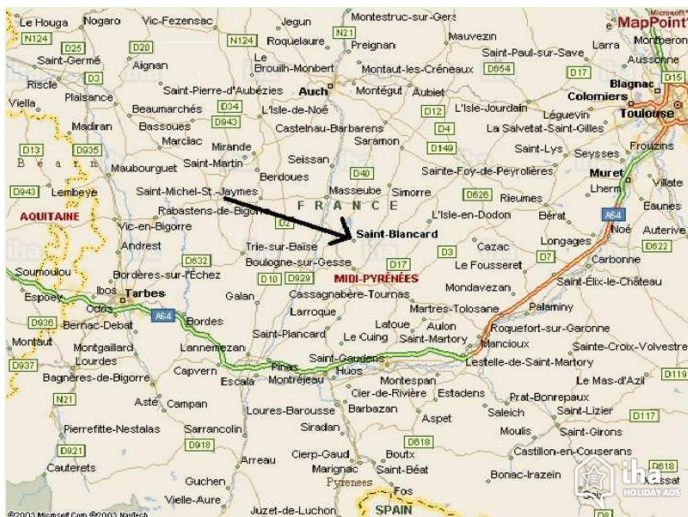 Le Houga
Nogaro
Vic-Fezensac
Jegun
Montestruc-sur-Gers
Microsoft
MapPoint
N124
D25
D20
Roquelaure
N21
Preignan
Mauvezin
Montberon
Saint-Germé
N124
Aignan
Le
Brouilh-Monbert
Montaut-les-Créneaux
Saint-Paul-sur-Save
Larra
Aussonne
Riscle
D3
D654
D17
D15
Viella
Plaisance
Saint-Pierre-d'Aubézies
Auch
Montégut
Aubiet
Blagnac
Colomiers
Beaumarchés
D34
L'Isle-de-Noé
D12
L'Isle-Jourdain
Léguevin
Toulouse
Madiran
Bassoues
D943
Castelnau-Barbarens
D4
La Salvetat-Saint-Gilles
D13
D935
Marciac
Mirande
Saramon
D149
Frouzins
Béarn
Maubourguet
Saint-Martin
Seissan
Saint-Lys
Seysses
Berdoues
D40
Sainte-Foy-de-Peyrolières
Muret
D943
Lembeye
Saint-Michel-St-Jaymes
Masseube
Simorre
D626
Rieumes
Lherm
Villate
AQUITAINE
Rabastens-de-Bigorre
FRANCE
L'Isle-en-Dodon
Bérat
A64
Eaunes
Vic-en-Bigorre
D2
Saint-Blancard
Noé
Auterive
Andrest
D632
Trie-sur-Baïse
D3
Cazac
Longages
D622
Soumoulou
Bordères-sur-l'Échez
Boulogne-sur-Gesse
D17
Le Fousseret
D7
Carbonne
Ibos
Tarbes
D10
D929
MIDI-PYRÉNÉES
Saint-Élix-le-Château
Espoey
Odos
Galan
Cassagnabère-Tournas
Mondavezan
D936
Bernac-Debat
A64
Bordes
Larroque
Martres-Tolosane
Palaminy
Montaut
Montgaillard
Saint-Plancard
Latoue
Aulon
Roquefort-sur-Garonne
Lannemezan
Le Cuing
Saint-Martory
Mancioux
Sainte-Croix-Volvestre
D937
Lourdes
Capvern
Pinas
Saint-Gaudens
Lestelle-de-Saint-Martory
Bagnères-de-Bigorre
Escala
Montréjeau
Huos
Montespan
Le Mas-d'Azil
D119
N21
Asté
Campan
Cier-de-Rivière
Estadens
Prat-Bonrepaux
Loures-Barousse
Barbazan
Saleich
Saint-Lizier
Pierrefitte-Nestalas
Sarrancolin
Siradan
Aspet
D117
D918
D618
Moulis
Saint-Girons
D921
Cierp-Gaud
Boutx
Castillon-en-Couserans
Cauterets
Arreau
Marignac
Saint-Béat
D618
Guchen
Pyrenees
Bonac-Irazein
iha
Vielle-Aure
Fos
HOLIDAY ADS
©2003 Microsoft Corp ©2003 NavTech
Juzet-de-Luchon
SPAIN
D8